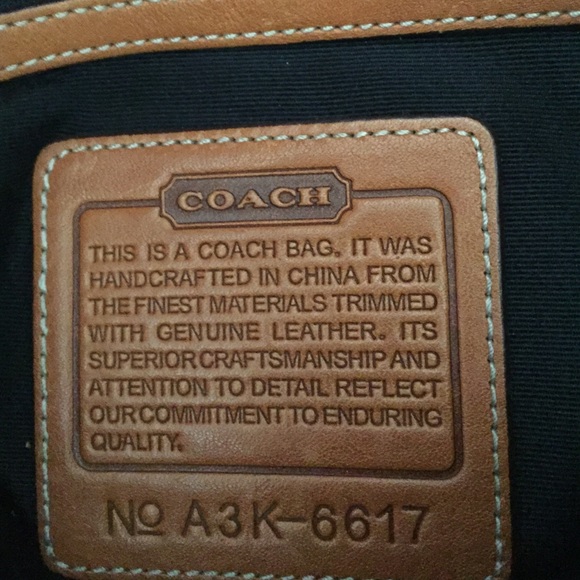 COACH
THIS IS A COACH BAG. IT WAS
HANDCRAFTED IN CHINA FROM
THE FINEST MATERIALS TRIMMED
WITH GENUINE LEATHER. ITS
SUPERIOR CRAFTSMANSHIP AND
ATTENTION TO DETAIL REFLECT
OUR COMMITMENT TO ENDURING
QUALITY.
No A3K-6617